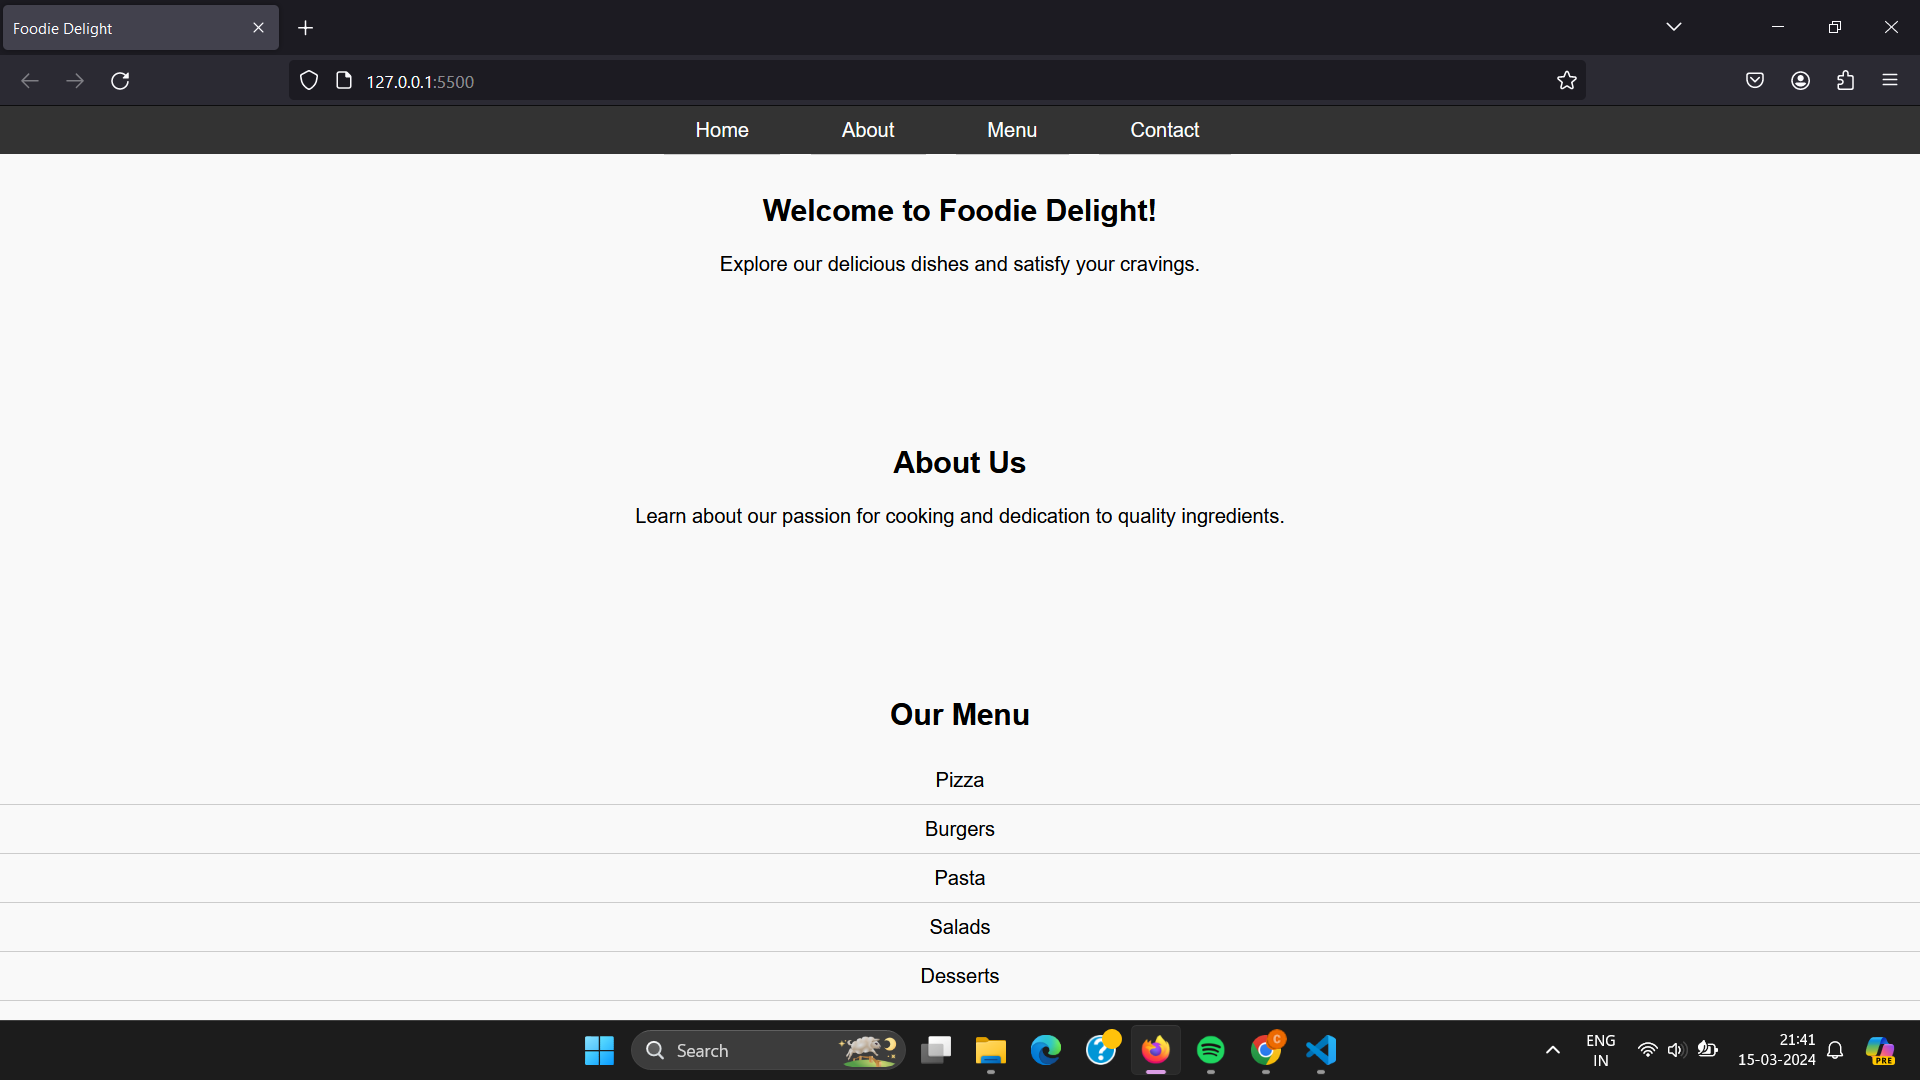 Foodie Delight
127.0.0.1:5500
Home About Menu Contact
Welcome to Foodie Delight!
Explore our delicious dishes and satisfy your cravings.
About Us
Learn about our passion for cooking and dedication to quality ingredients.
Our Menu
Pizza
Burgers
Pasta
Salads
Desserts
Search
C
ENG
IN
21:41
15-03-2024
PRE